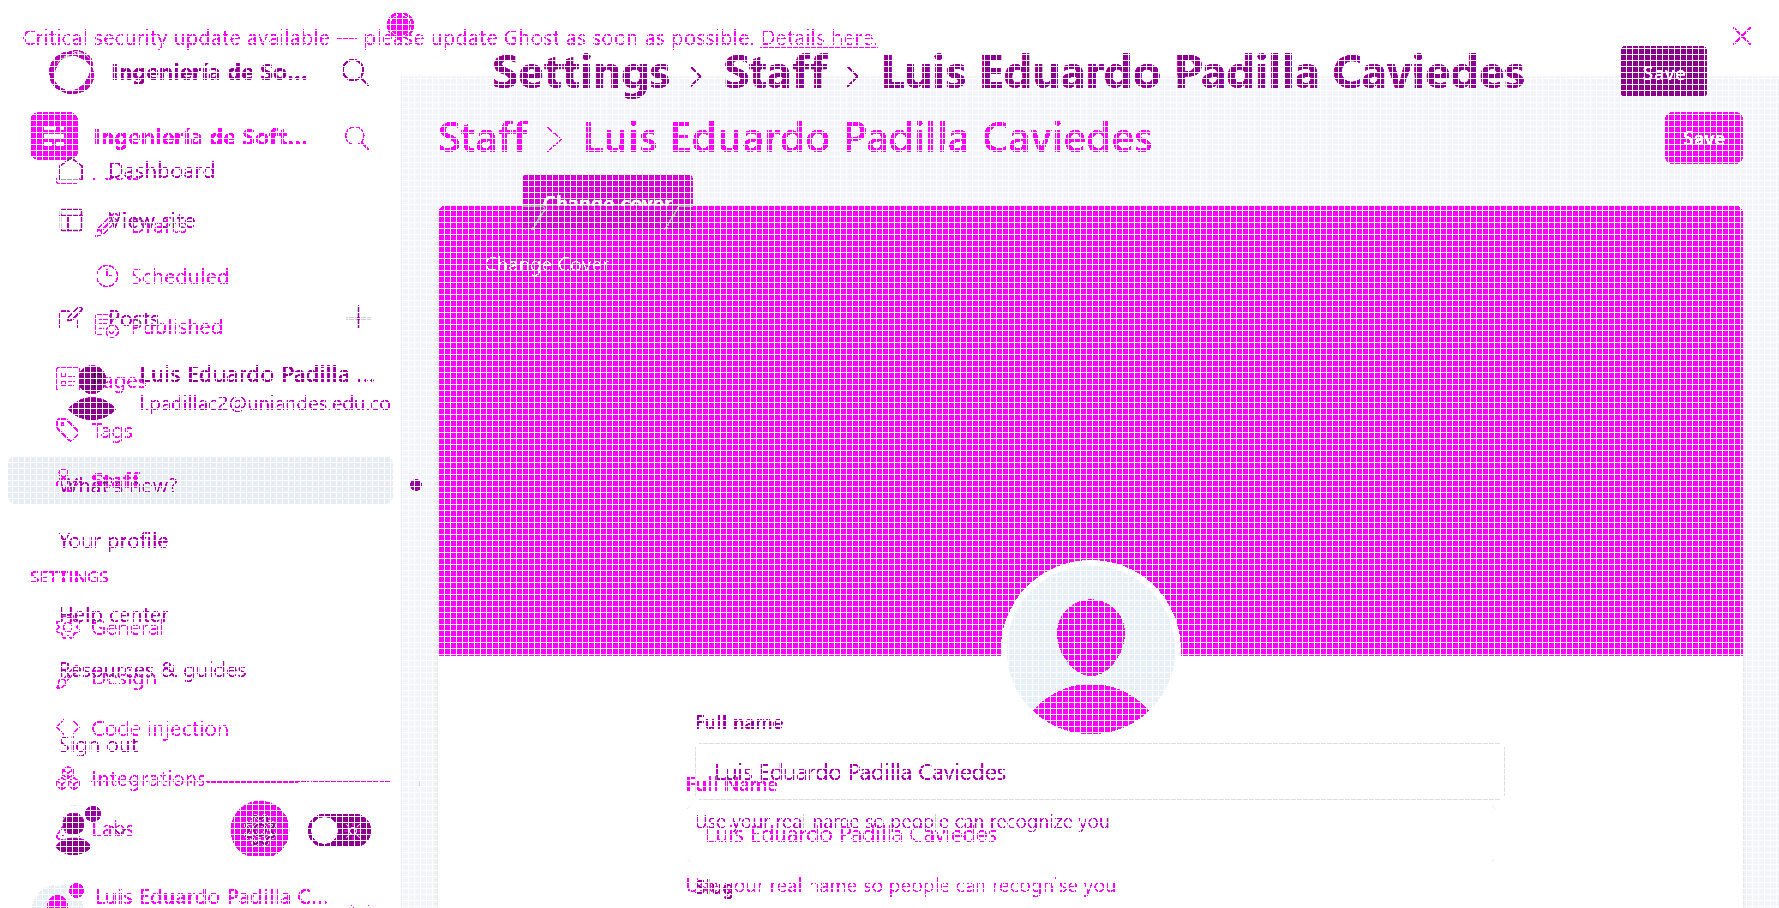 Critical security update available — please update Ghost as soon as possible. Details here.
Ingeniería de So...
Settings > Staff > Luis Eduardo Padilla Caviedes
Save
Ingeniería de Soft...
Staff > Luis Eduardo Padilla Caviedes
Save
Dashboard
Change cover
View site
Drafts
Change Cover
Scheduled
Posts
Published
Luis Eduardo Padilla ...
Pages
l.padillac2@uniandes.edu.co
Tags
Staff
What's new?
Your profile
SETTINGS
Help center
General
Resources & guides
Design
Full name
Code injection
Sign out
Luis Eduardo Padilla Caviedes
Integrations
Full Name
Use your real name so people can recognize you
Labs
Luis Eduardo Padilla Caviedes
Slug
Use your real name so people can recognise you
Luis Eduardo Padilla C...